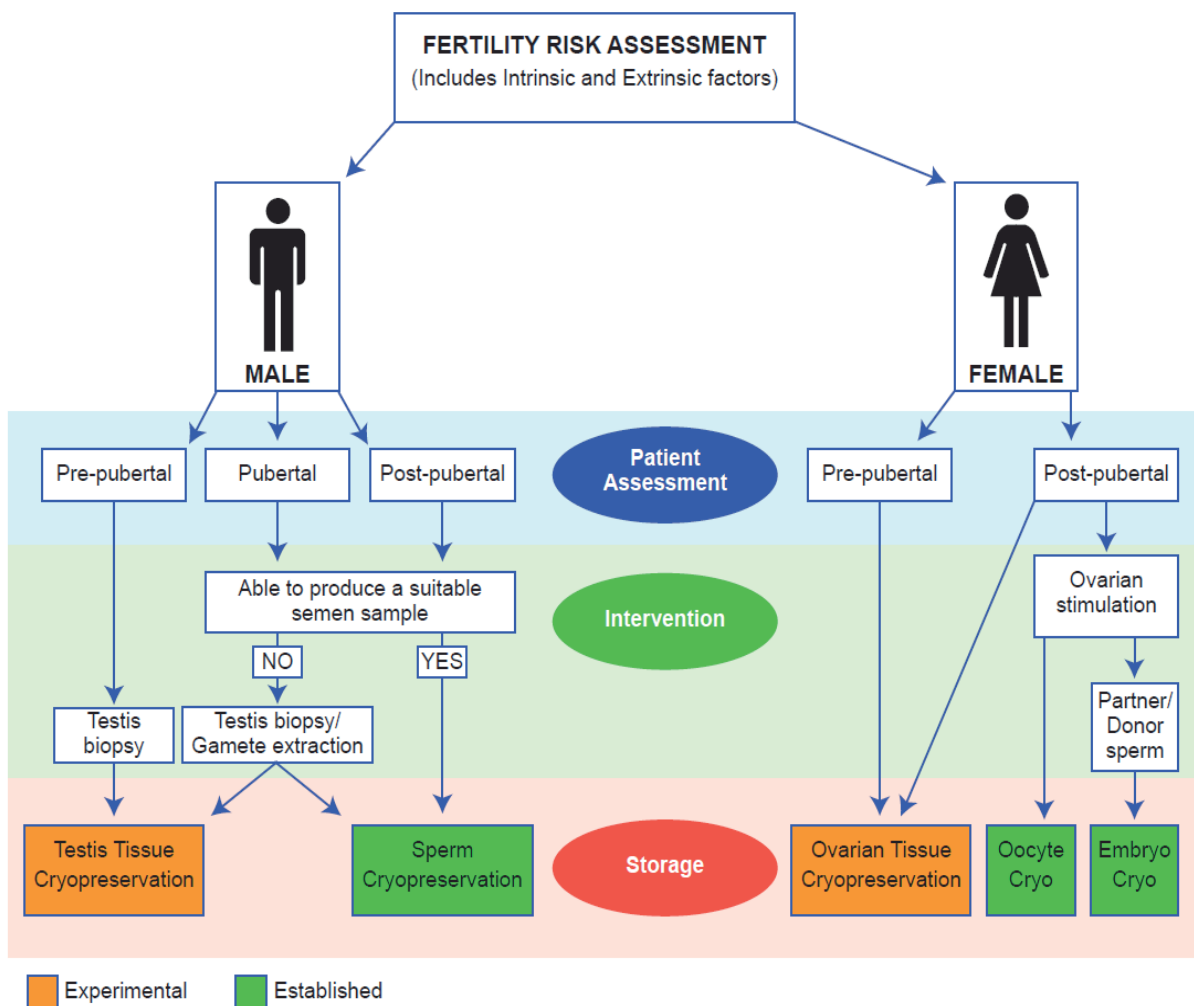 FERTILITY RISK ASSESSMENT
(Includes Intrinsic and Extrinsic factors)
MALE
FEMALE
Pre-pubertal
Pubertal
Post-pubertal
Patient
Assessment
Pre-pubertal
Post-pubertal
Able to produce a suitable
semen sample
NO
YES
Intervention
Ovarian
stimulation
Testis
biopsy
Testis biopsy/
Gamete extraction
Partner/
Donor
sperm
Testis Tissue
Cryopreservation
Sperm
Cryopreservation
Storage
Ovarian Tissue
Cryopreservation
Oocyte
Cryo
Embryo
Cryo
Experimental
Established